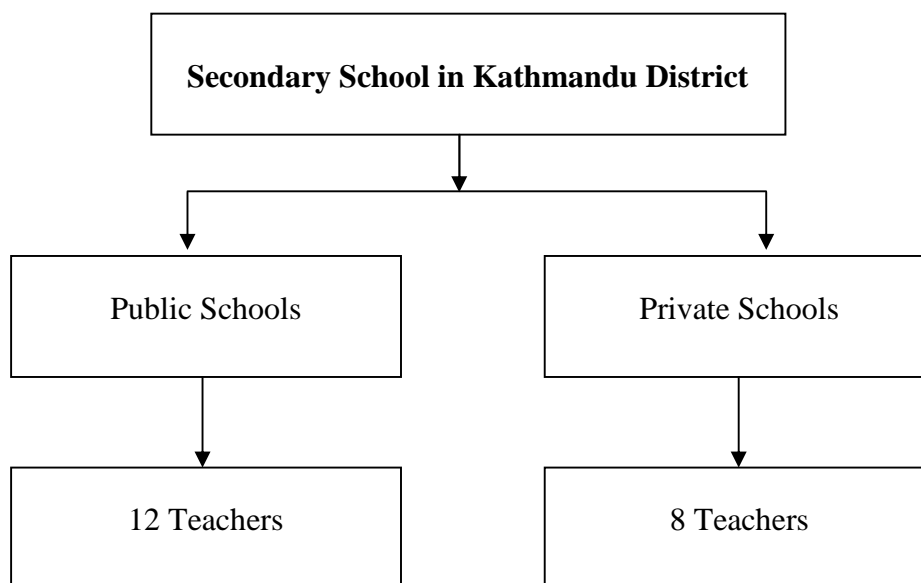 Secondary School in Kathmandu District
Public Schools
Private Schools
12 Teachers
8 Teachers